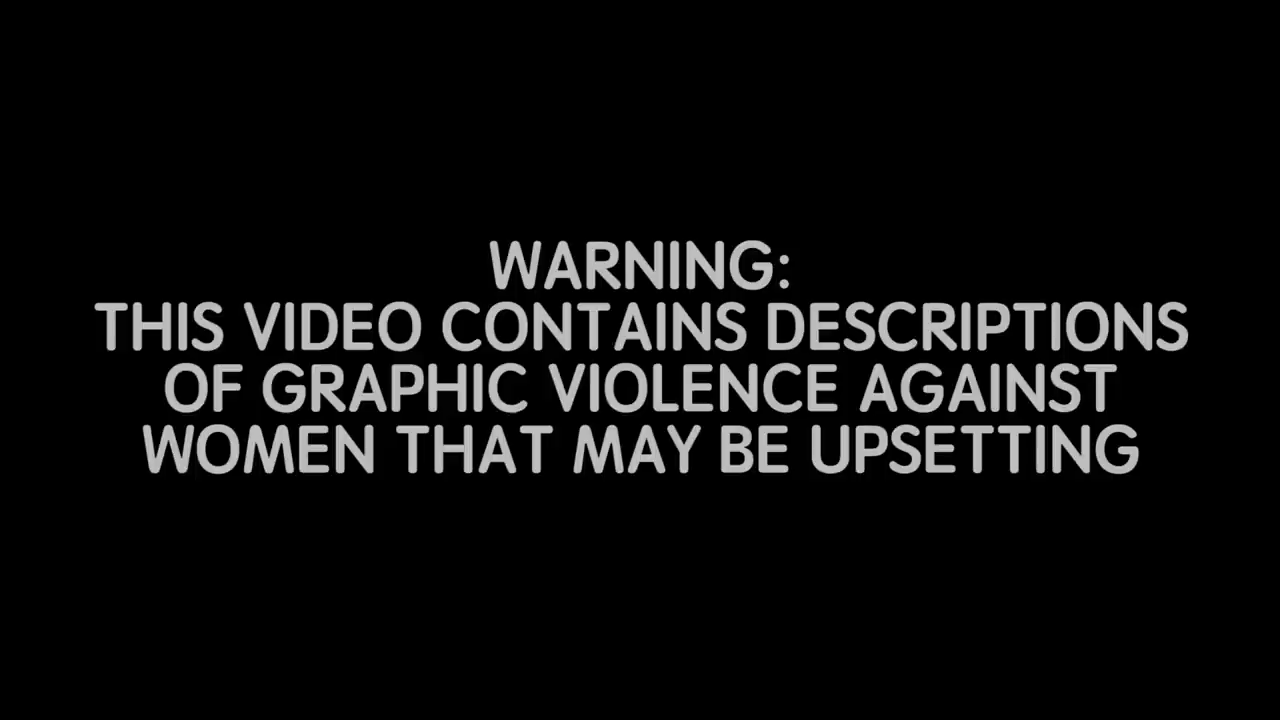 WARNING:
THIS VIDEO CONTAINS DESCRIPTIONS
OF GRAPHIC VIOLENCE AGAINST
WOMEN THAT MAY BE UPSETTING